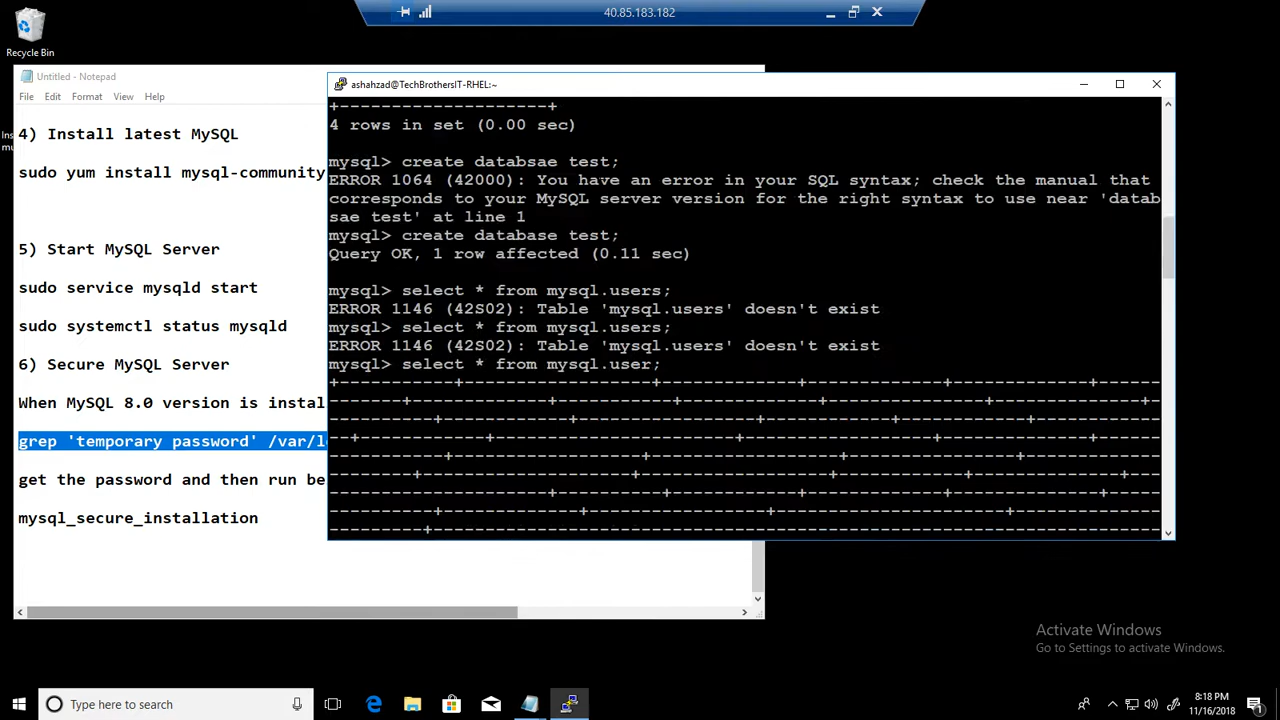 40.85.183.182
Recycle Bin
Untitled - Notepad
File Edit Format View Help
4) Install latest MySQL
sudo yum install mysql-community
5) Start MySQL Server
sudo service mysqld start
sudo systemctl status mysqld
6) Secure MySQL Server
When MySQL 8.0 version is instal
grep 'temporary password' /var/l
get the password and then run be
mysql_secure_installation
ashahzad@TechBrothersIT-RHEL:~
4 rows in set (0.00 sec)
mysql> create databsae test;
ERROR 1064 (42000): You have an error in your SQL syntax; check the manual that
corresponds to your MySQL server version for the right syntax to use near 'datab
sae test' at line 1
mysql> create database test;
Query OK, 1 row affected (0.11 sec)
mysql> select * from mysql.users;
ERROR 1146 (42S02): Table 'mysql.users' doesn't exist
mysql> select * from mysql.users;
ERROR 1146 (42S02): Table 'mysql.users' doesn't exist
mysql> select * from mysql.user;
Activate Windows
Go to Settings to activate Windows.
Type here to search
8:18 PM
11/16/2018